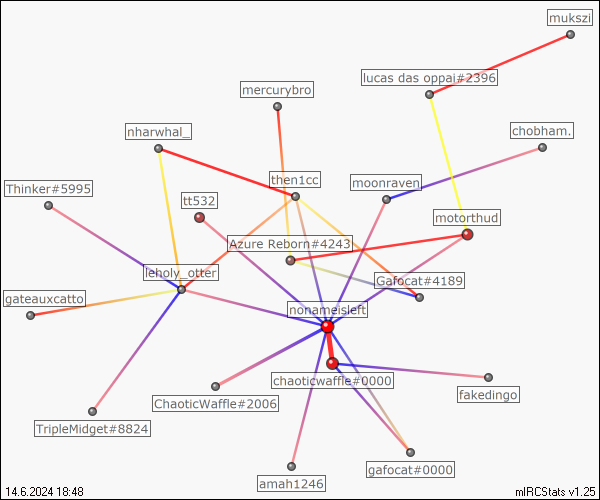 mukszi
lucas das oppai#2396
mercurybro
nharwhal_
chobham.
then1cc
moonraven
Thinker#5995
tt532
motorthud
Azure Reborn#4243
leholy_otter
Gafocat#4189
gateauxcatto
nonameisleft
chaoticwaffle#0000
fakedingo
ChaoticWaffle#2006
TripleMidget#8824
gafocat#0000
amah1246
14.6.2024 18:48
mIRCStats v1.25